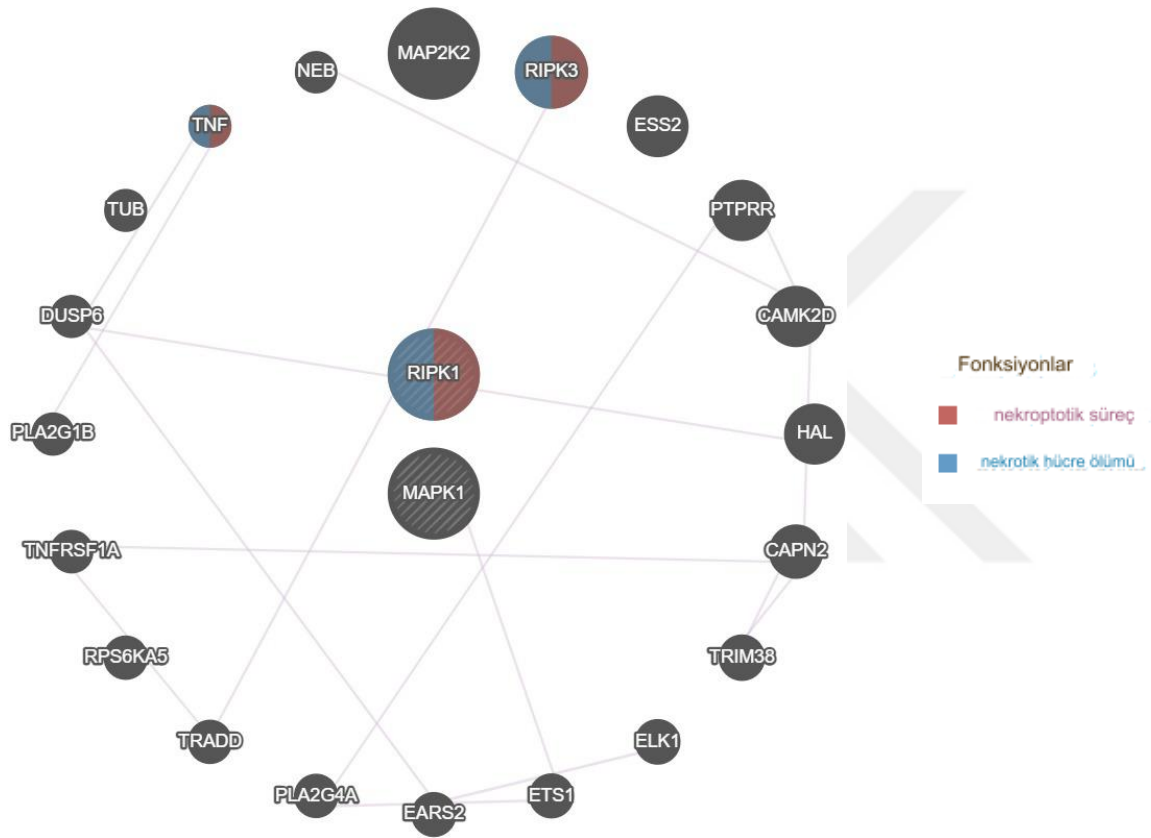 MAP2K2
NEB
RIPK3
TNF
ESS2
TUB
PTPRR
DUSP6
CAMK2D
Fonksiyonlar
RIPK1
nekroptotik süreç
PLA2G1B
HAL
nekrotik hücre ölümü
MAPK1
TNFRSF1A
CAPN2
RPS6KA5
TRIM38
TRADD
ELK1
PLA2G4A
EARS2
ETS1